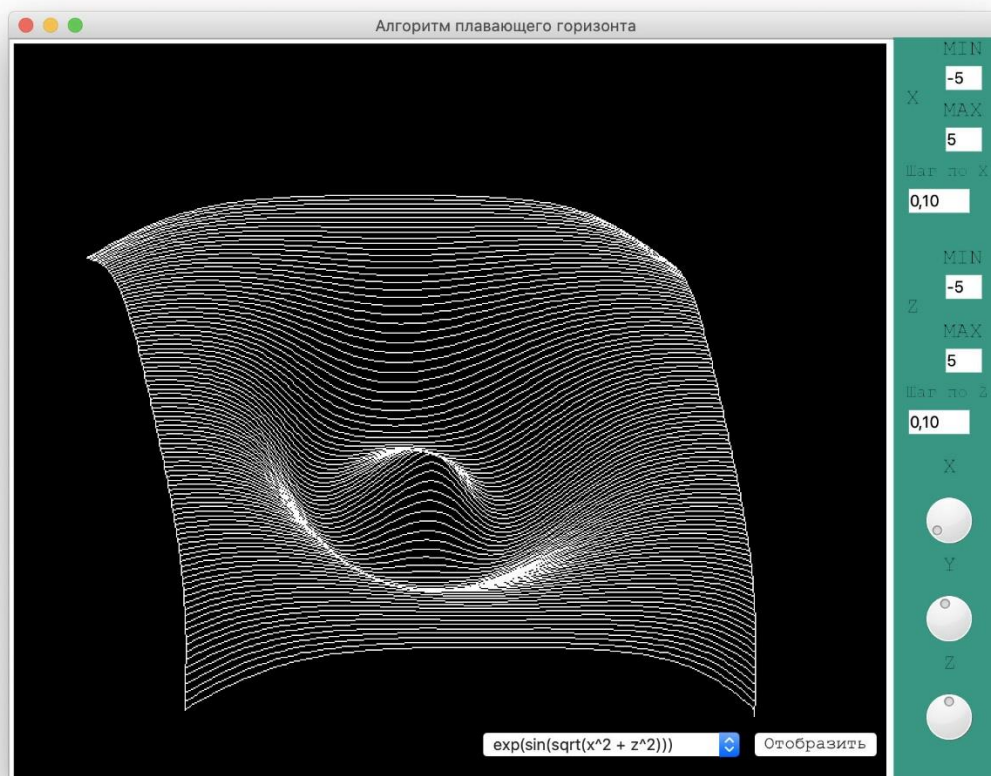 Алгоритм плавающего горизонта
MIN
-5
X
MAX
5
Шаг по X
0,10
MIN
-5
Z
MAX
5
Шаг по Z
0,10
X
Y
Z
exp(sin(sqrt(x^2 + z^2)))
Отобразить